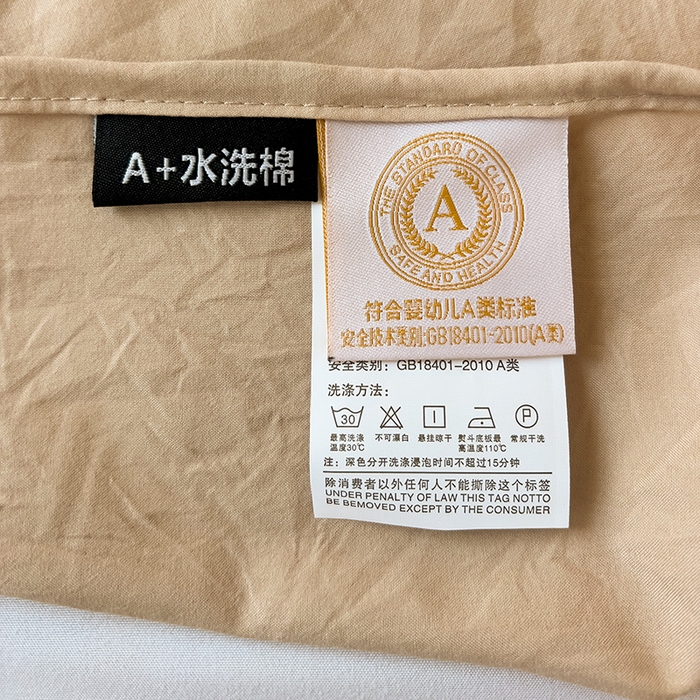 A+水洗棉
THE STANDARD OF CLASS
A
SAFE AND HEALTH
符合婴幼儿A类标准
安全技术类别:GB18401-2010(A类)
安全类别: GB18401-2010 A类
洗涤方法:
30
P
最高洗涤 不可漂白 悬挂晾干 熨斗底板最 常规干洗
温度30℃ 高温度110℃
注: 深色分开洗涤浸泡时间不超过15分钟
除消费者以外任何人不能撕除这个标签
UNDER PENALTY OF LAW THIS TAG NOTTO
BE BEMOVED EXCEPT BY THE CONSUMER